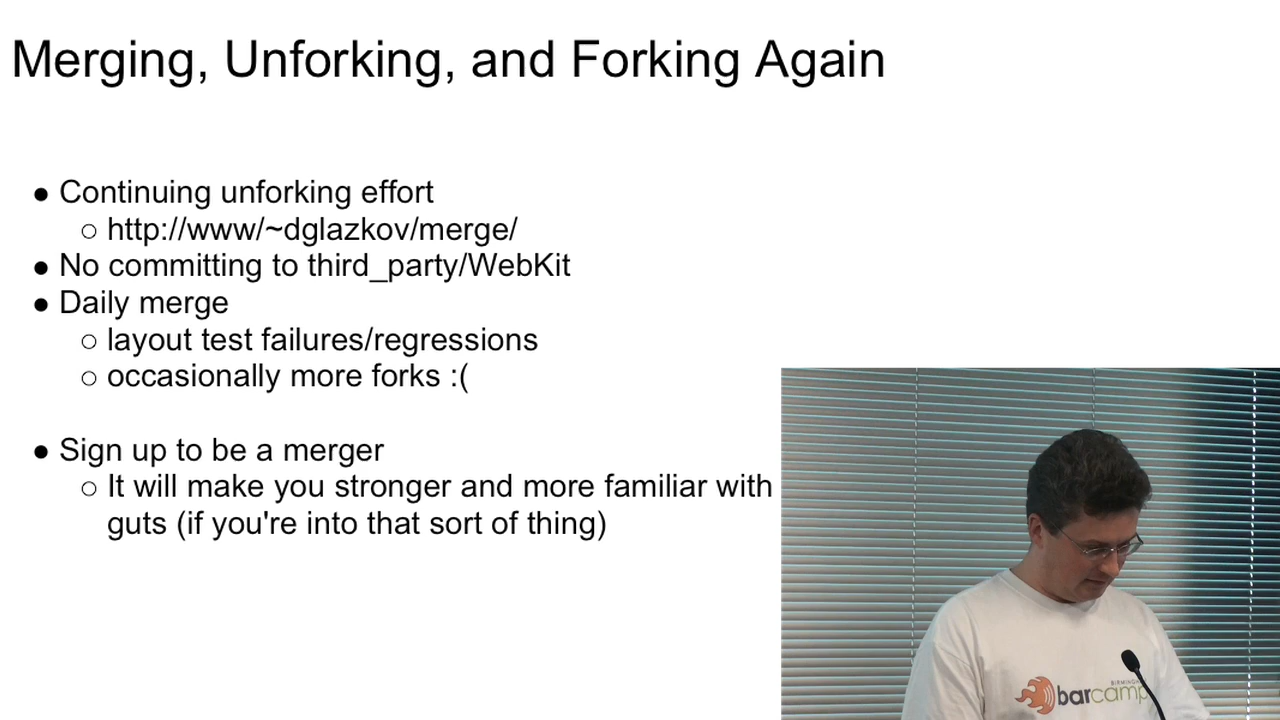 Merging, Unforking, and Forking Again
● Continuing unforking effort
○ http://www/~dglazkov/merge/
● No committing to third_party/WebKit
● Daily merge
○ layout test failures/regressions
○ occasionally more forks :(
● Sign up to be a merger
○ It will make you stronger and more familiar with
guts (if you're into that sort of thing)
barcamp